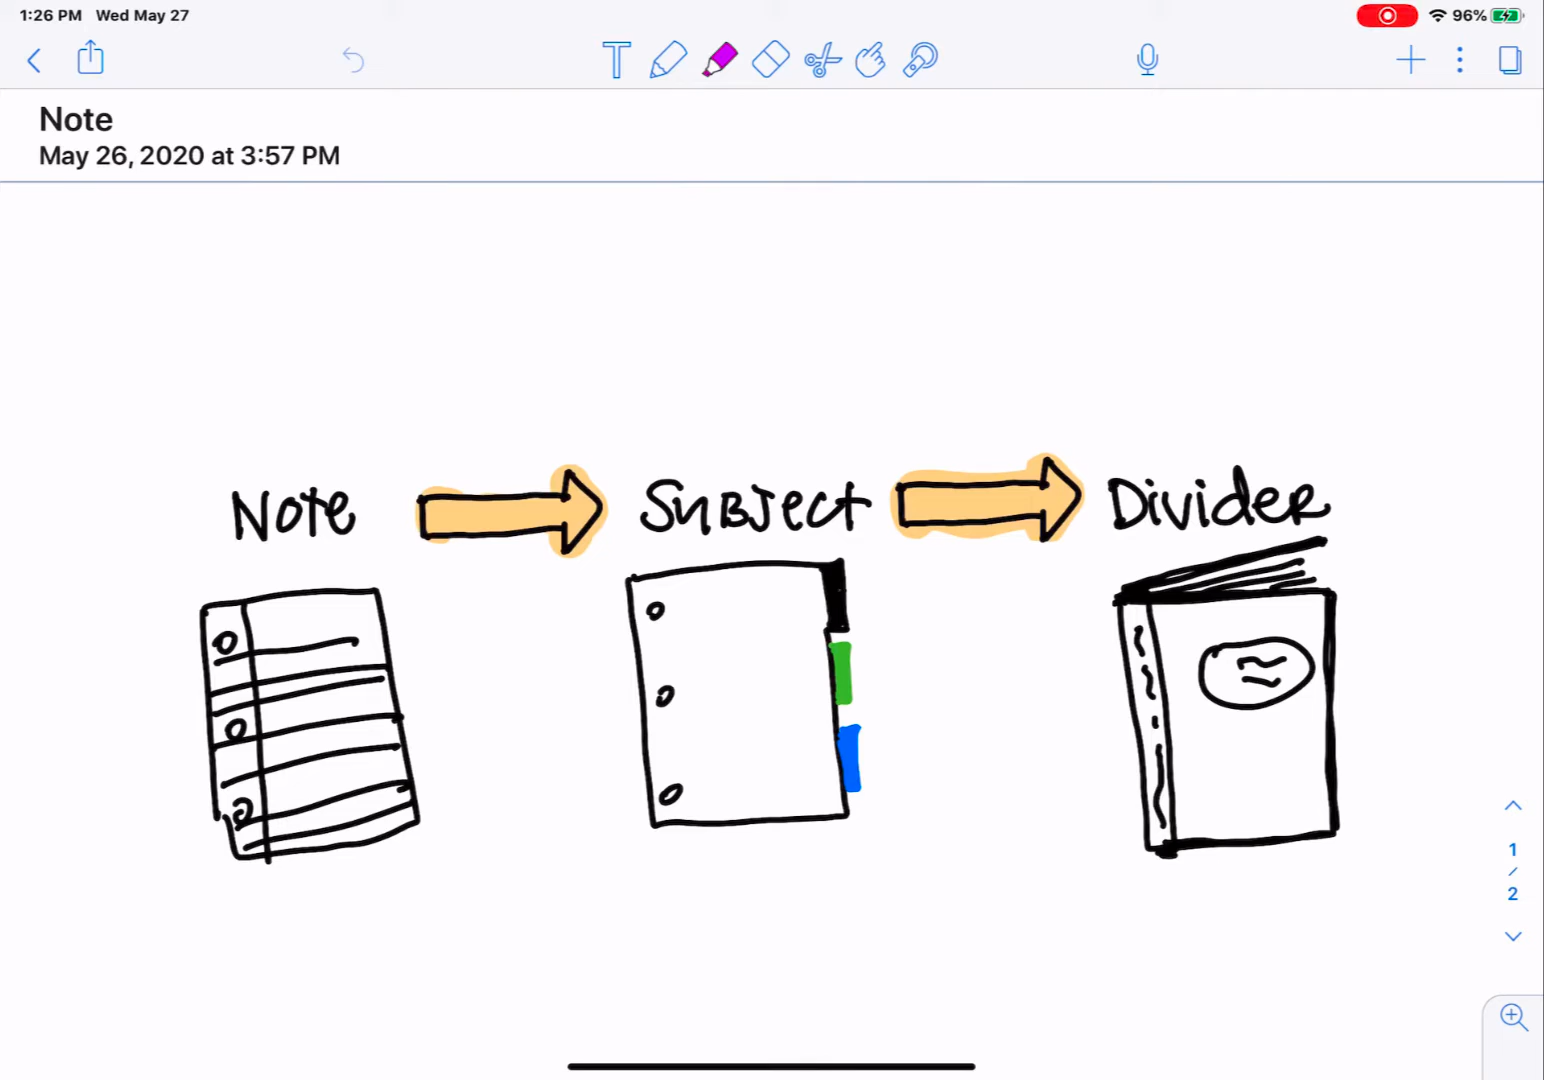 1:26 PM Wed May 27
96%
T
Note
May 26, 2020 at 3:57 PM
Note SUBJect Divider
1
/
2